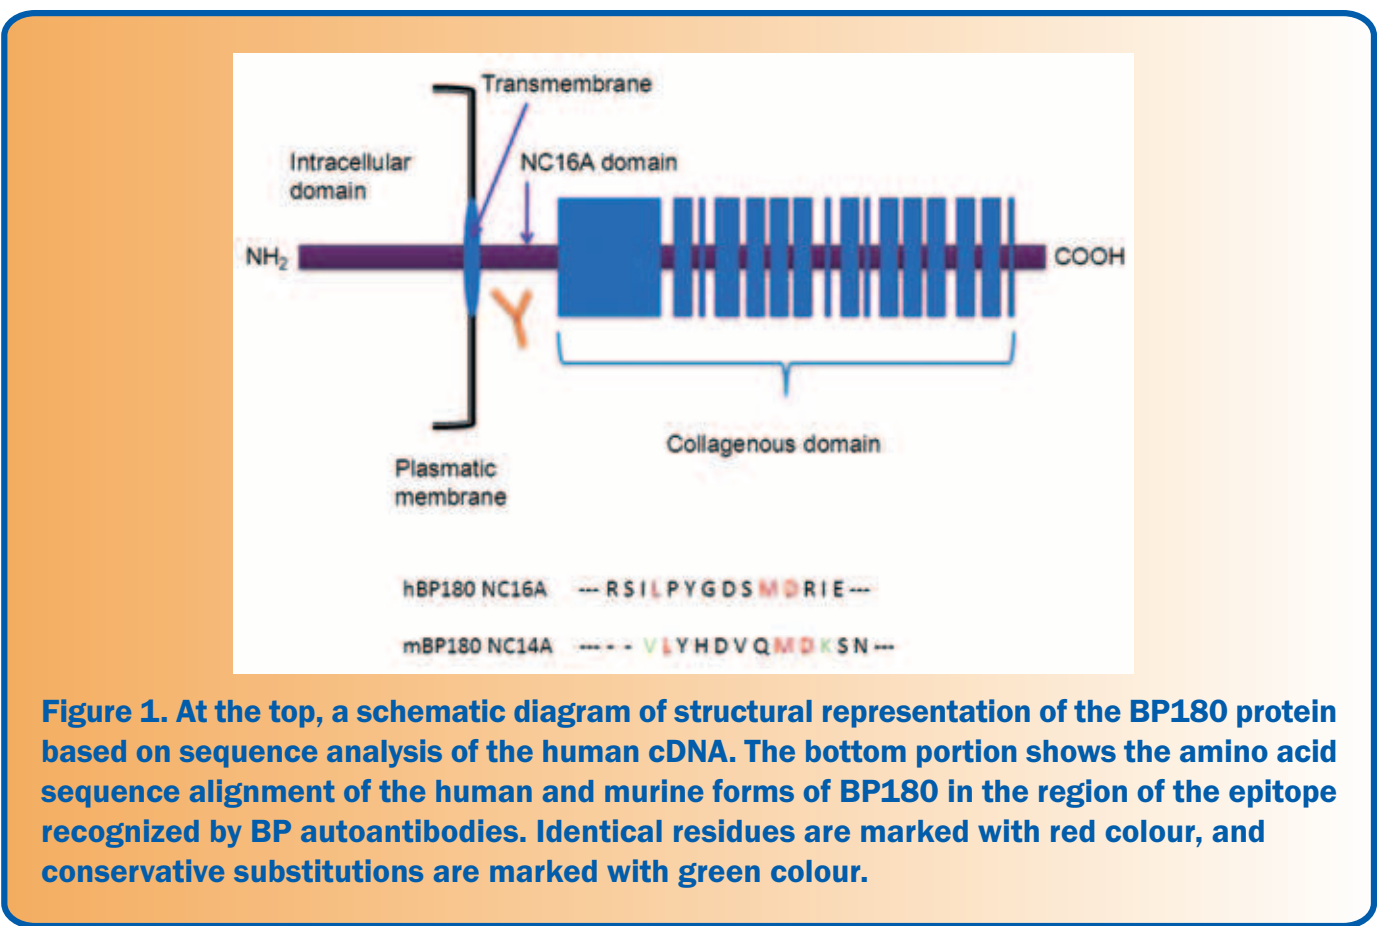 Transmembrane
Intracellular
domain
NC16A domain
NH2
COOH
Collagenous domain
Plasmatic
membrane
hBP180 NC16A --- R S I L P Y G D S M D R I E ---
mBP180 NC14A --- - - V L Y H D V Q M D K S N ---
Figure 1. At the top, a schematic diagram of structural representation of the BP180 protein
based on sequence analysis of the human cDNA. The bottom portion shows the amino acid
sequence alignment of the human and murine forms of BP180 in the region of the epitope
recognized by BP autoantibodies. Identical residues are marked with red colour, and
conservative substitutions are marked with green colour.